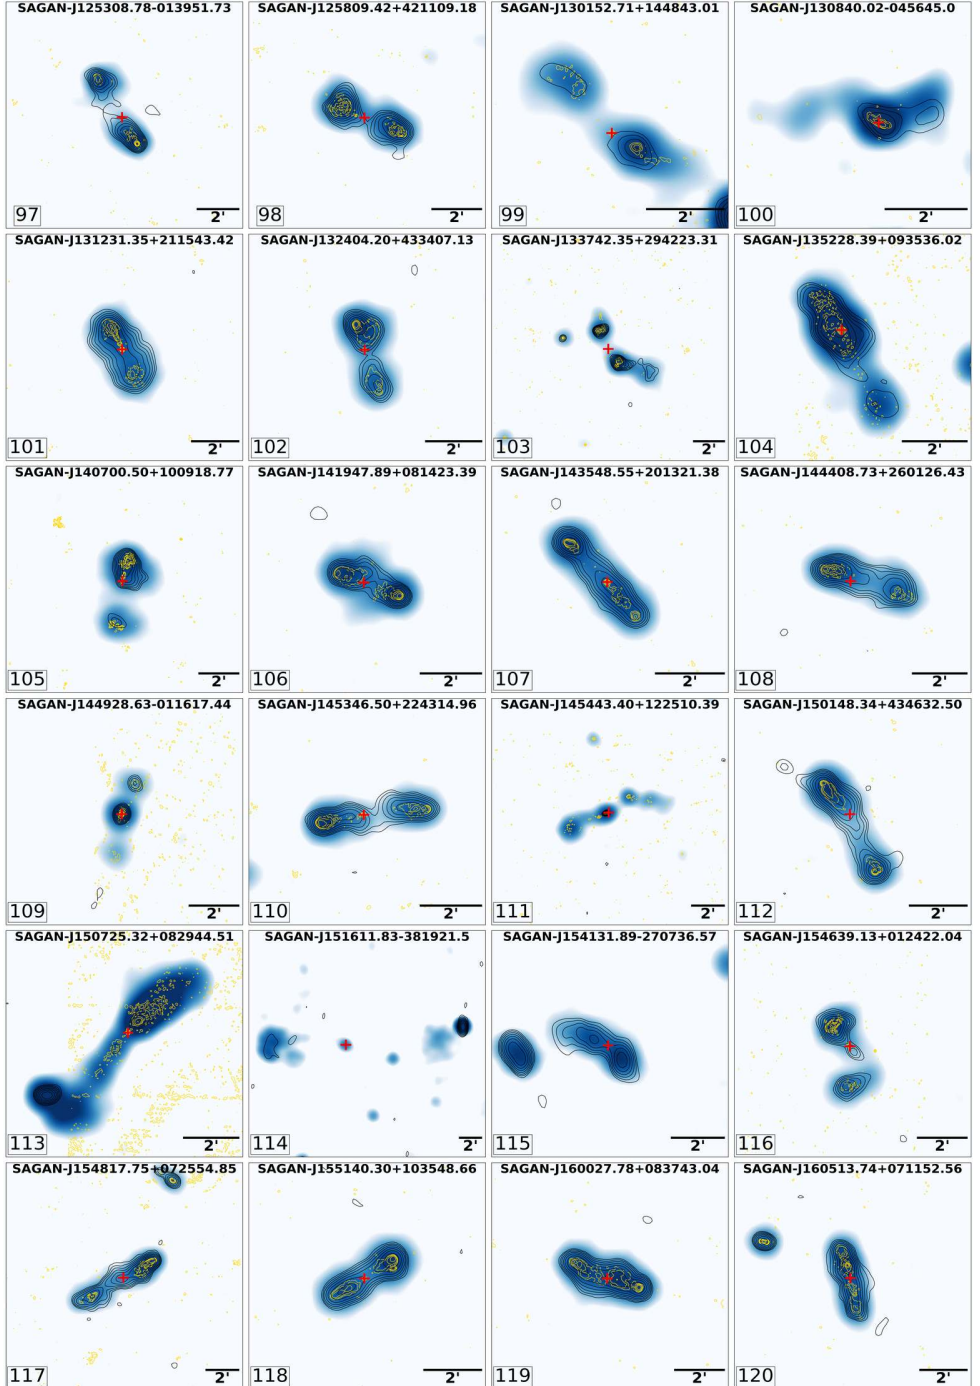 SAGAN-J125308.78-013951.73
SAGAN-J125809.42+421109.18
SAGAN-J130152.71+144843.01
SAGAN-J130840.02-045645.0
97
2'
98
2'
99
2'
100
2'
SAGAN-J131231.35+211543.42
SAGAN-J132404.20+433407.13
SAGAN-J133742.35+294223.31
SAGAN-J135228.39+093536.02
101
2'
102
2'
103
2'
104
2'
SAGAN-J140700.50+100918.77
SAGAN-J141947.89+081423.39
SAGAN-J143548.55+201321.38
SAGAN-J144408.73+260126.43
105
2'
106
2'
107
2'
108
2'
SAGAN-J144928.63-011617.44
SAGAN-J145346.50+224314.96
SAGAN-J145443.40+122510.39
SAGAN-J150148.34+434632.50
109
2'
110
2'
111
2'
112
2'
SAGAN-J150725.32+082944.51
SAGAN-J151611.83-381921.5
SAGAN-J154131.89-270736.57
SAGAN-J154639.13+012422.04
113
2'
114
2'
115
2'
116
2'
SAGAN-J154817.75+072554.85
SAGAN-J155140.30+103548.66
SAGAN-J160027.78+083743.04
SAGAN-J160513.74+071152.56
117
2'
118
2'
119
2'
120
2'